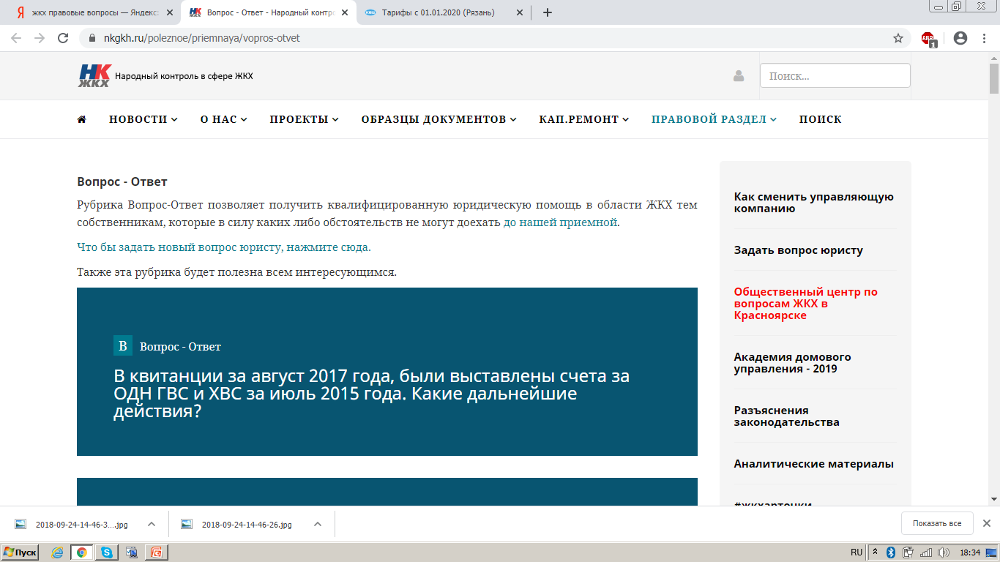 жкх правовые вопросы — Яндекс
Вопрос - Ответ - Народный контро
Тарифы с 01.01.2020 (Рязань)
nkgkh.ru/poleznoe/priemnaya/vopros-otvet
ABP
1
НК
ЖКХ
Народный контроль в сфере ЖКХ
Поиск...
НОВОСТИ О НАС ПРОЕКТЫ ОБРАЗЦЫ ДОКУМЕНТОВ КАП.РЕМОНТ ПРАВОВОЙ РАЗДЕЛ ПОИСК
Вопрос - Ответ
Рубрика Вопрос-Ответ позволяет получить квалифицированную юридическую помощь в области ЖКХ тем
собственникам, которые в силу каких либо обстоятельств не могут доехать до нашей приемной.
Что бы задать новый вопрос юристу, нажмите сюда.
Также эта рубрика будет полезна всем интересующимся.
В Вопрос - Ответ
В квитанции за август 2017 года, были выставлены счета за
ОДН ГВС и ХВС за июль 2015 года. Какие дальнейшие
действия?
Как сменить управляющую
компанию
Задать вопрос юристу
Общественный центр по
вопросам ЖКХ в
Красноярске
Академия домового
управления - 2019
Разъяснения
законодательства
Аналитические материалы
#жкхарточки
2018-09-24-14-46-3....jpg
2018-09-24-14-46-26.jpg
Показать все
Пуск
RU
18:34